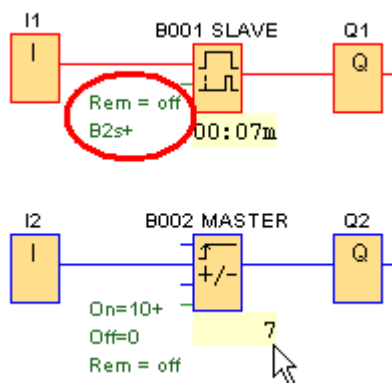 I1 B001 SLAVE Q1
I Q
Rem = off
B2s+ 00:07m
I2 B002 MASTER Q2
I +/- Q
On=10+
Off=0 7
Rem = off